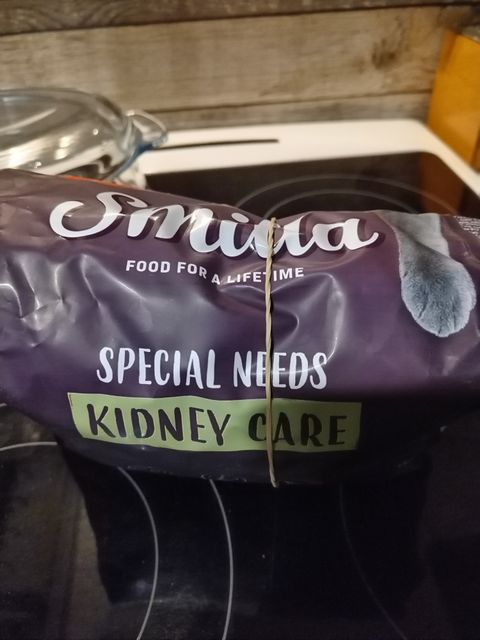 Smilla
FOOD FOR A LIFETIME
SPECIAL NEEDS
KIDNEY CARE